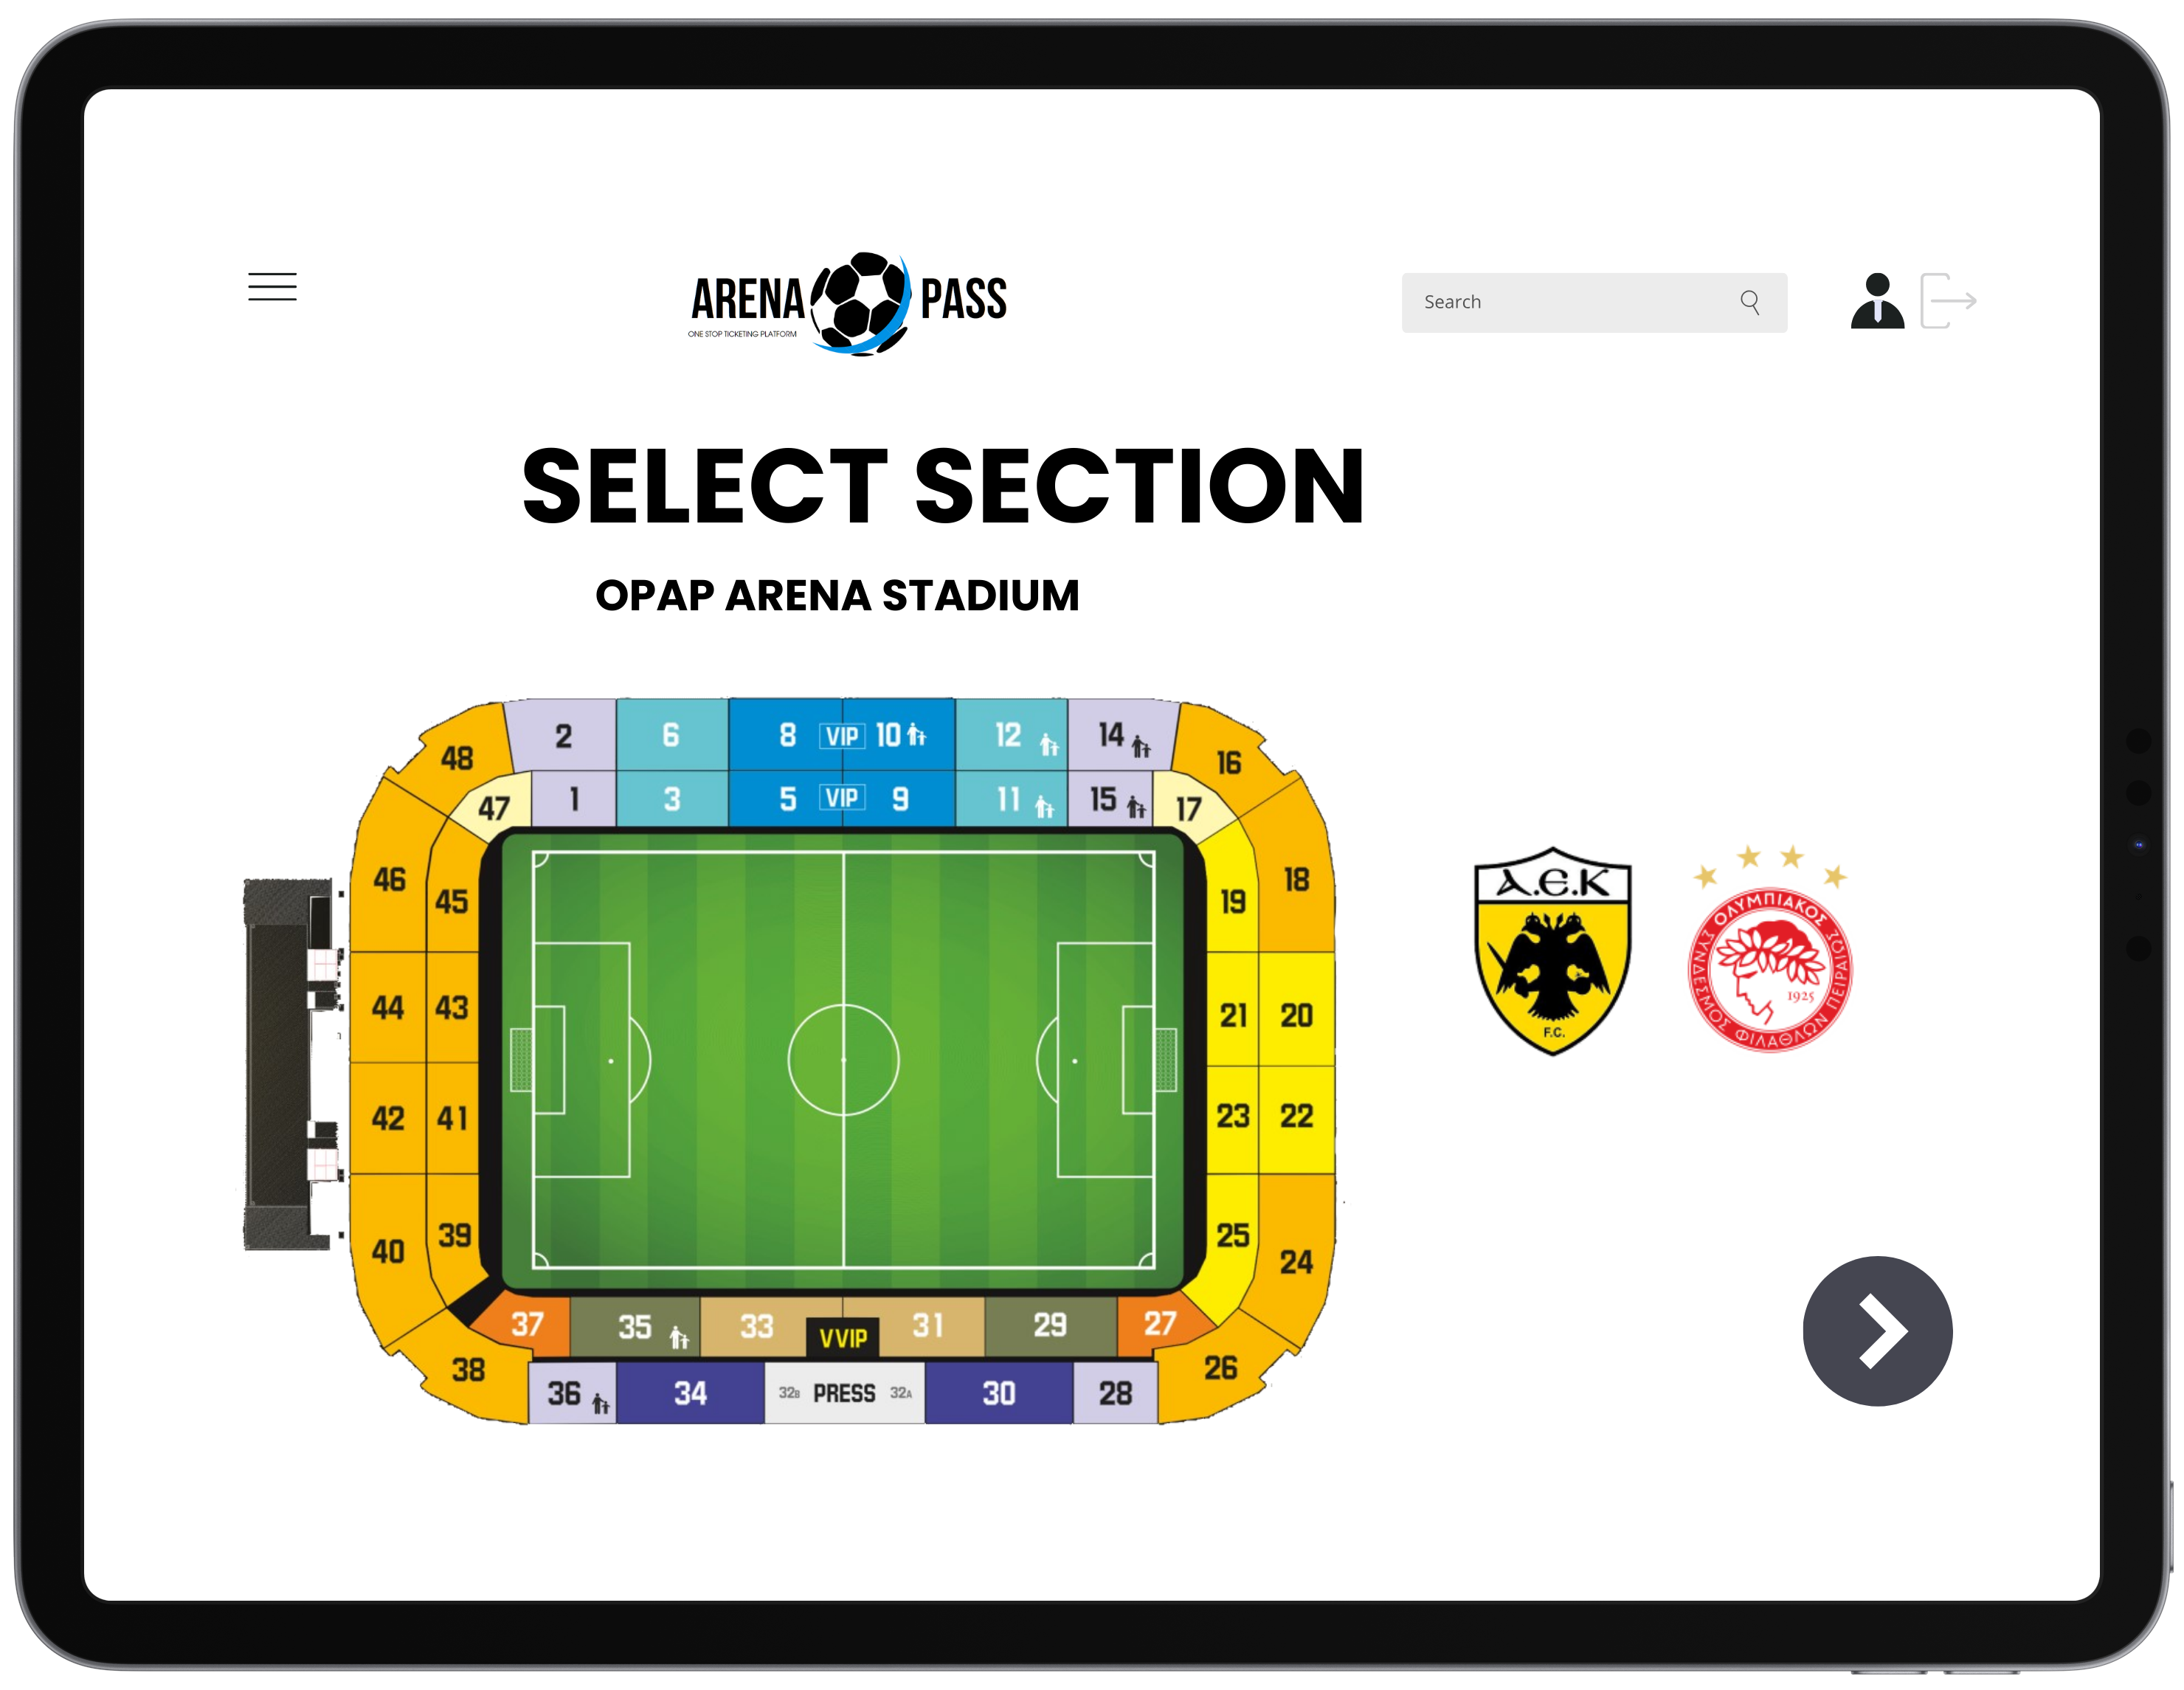 ARENA PASS
ONE STOP TICKETING PLATFORM
Search
SELECT SECTION
OPAP ARENA STADIUM
48 2 6 8 VIP 10 12 14 16
47 1 3 5 VIP 9 11 15 17
46 45 19 18
44 43 21 20
42 41 23 22
40 39 25 24
37 35 33 VVIP 31 29 27
38 36 34 32B PRESS 32A 30 28 26
Α.Є.Κ
F.C.
ΟΛΥΜΠΙΑΚΟΣ
ΣΥΝΔΕΣΜΟΣ ΦΙΛΑΘΛΩΝ ΠΕΙΡΑΙΩΣ
1925